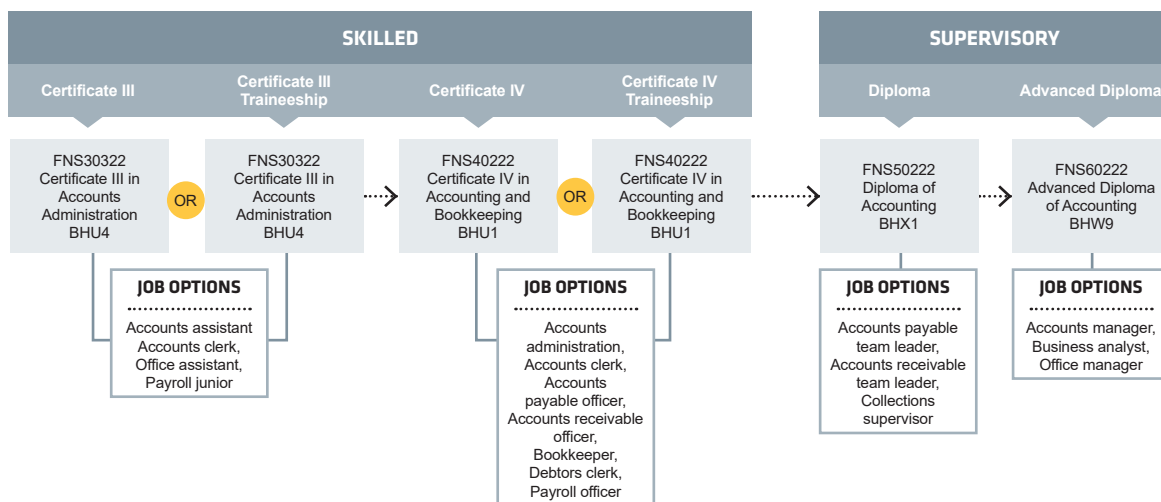 SKILLED
SUPERVISORY
Certificate III
Certificate III
Traineeship
Certificate IV
Certificate IV
Traineeship
Diploma
Advanced Diploma
FNS30322
Certificate III in
Accounts
Administration
BHU4
OR
FNS30322
Certificate III in
Accounts
Administration
BHU4
FNS40222
Certificate IV in
Accounting and
Bookkeeping
BHU1
OR
FNS40222
Certificate IV in
Accounting and
Bookkeeping
BHU1
FNS50222
Diploma of
Accounting
BHX1
FNS60222
Advanced Diploma
of Accounting
BHW9
JOB OPTIONS
Accounts assistant
Accounts clerk,
Office assistant,
Payroll junior
JOB OPTIONS
Accounts
administration,
Accounts clerk,
Accounts
payable officer,
Accounts receivable
officer,
Bookkeeper,
Debtors clerk,
Payroll officer
JOB OPTIONS
Accounts payable
team leader,
Accounts receivable
team leader,
Collections
supervisor
JOB OPTIONS
Accounts manager,
Business analyst,
Office manager